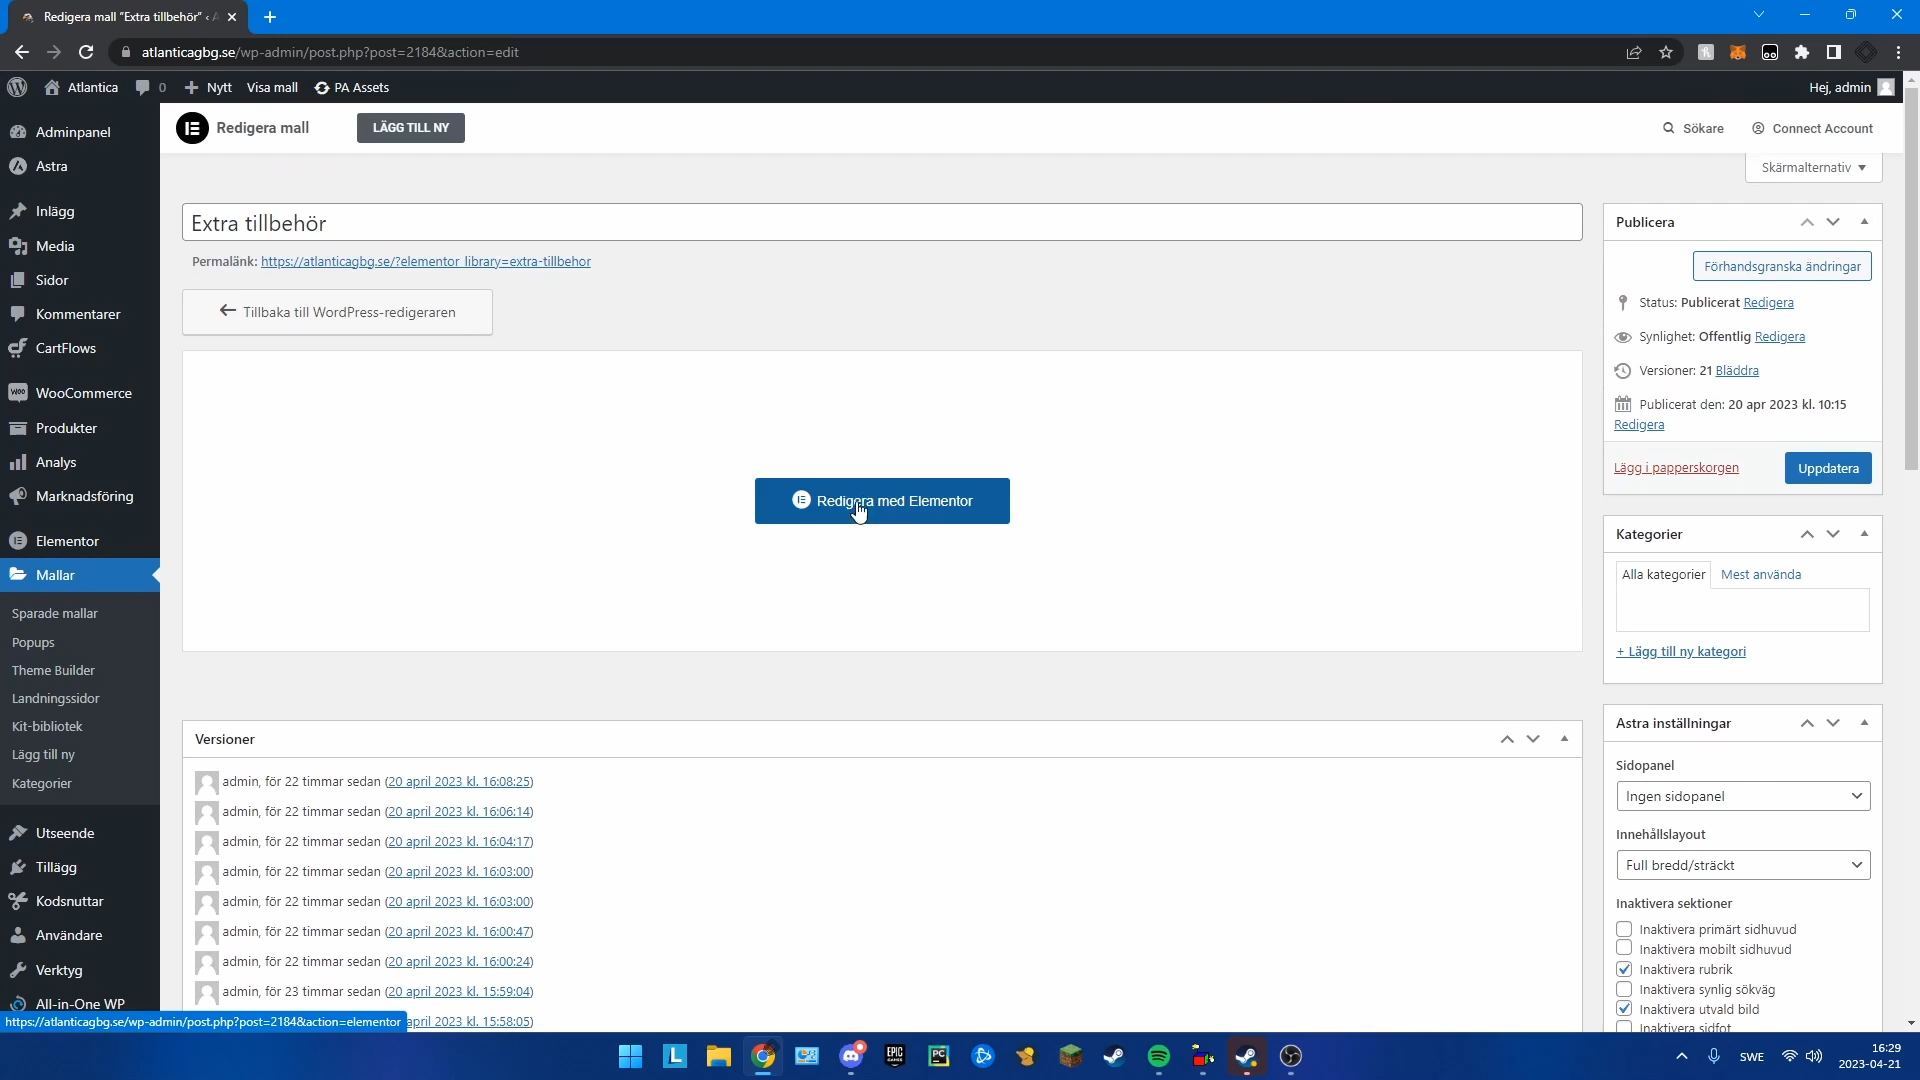 Redigera mall "Extra tillbehör" ‹ A
atlanticagbg.se/wp-admin/post.php?post=2184&action=edit
Atlantica
0
Nytt
Visa mall
PA Assets
Hej, admin
Adminpanel
Astra
Inlägg
Media
Sidor
Kommentarer
CartFlows
WooCommerce
Produkter
Analys
Marknadsföring
Elementor
Mallar
Sparade mallar
Popups
Theme Builder
Landningssidor
Kit-bibliotek
Lägg till ny
Kategorier
Utseende
Tillägg
Kodsnuttar
Användare
Verktyg
All-in-One WP
Redigera mall
LÄGG TILL NY
Sökare
Connect Account
Skärmalternativ
Extra tillbehör
Permalänk: https://atlanticagbg.se/?elementor_library=extra-tillbehor
Tillbaka till WordPress-redigeraren
Redigera med Elementor
Versioner
admin, för 22 timmar sedan (20 april 2023 kl. 16:08:25)
admin, för 22 timmar sedan (20 april 2023 kl. 16:06:14)
admin, för 22 timmar sedan (20 april 2023 kl. 16:04:17)
admin, för 22 timmar sedan (20 april 2023 kl. 16:03:00)
admin, för 22 timmar sedan (20 april 2023 kl. 16:03:00)
admin, för 22 timmar sedan (20 april 2023 kl. 16:00:47)
admin, för 22 timmar sedan (20 april 2023 kl. 16:00:24)
admin, för 23 timmar sedan (20 april 2023 kl. 15:59:04)
april 2023 kl. 15:58:05)
Publicera
Förhandsgranska ändringar
Status: Publicerat Redigera
Synlighet: Offentlig Redigera
Versioner: 21 Bläddra
Publicerat den: 20 apr 2023 kl. 10:15
Redigera
Lägg i papperskorgen
Uppdatera
Kategorier
Alla kategorier
Mest använda
+ Lägg till ny kategori
Astra inställningar
Sidopanel
Ingen sidopanel
Innehållslayout
Full bredd/sträckt
Inaktivera sektioner
Inaktivera primärt sidhuvud
Inaktivera mobilt sidhuvud
Inaktivera rubrik
Inaktivera synlig sökväg
Inaktivera utvald bild
Inaktivera sidfot
https://atlanticagbg.se/wp-admin/post.php?post=2184&action=elementor
L
EPIC
GAMES
PC
SWE
16:29
2023-04-21